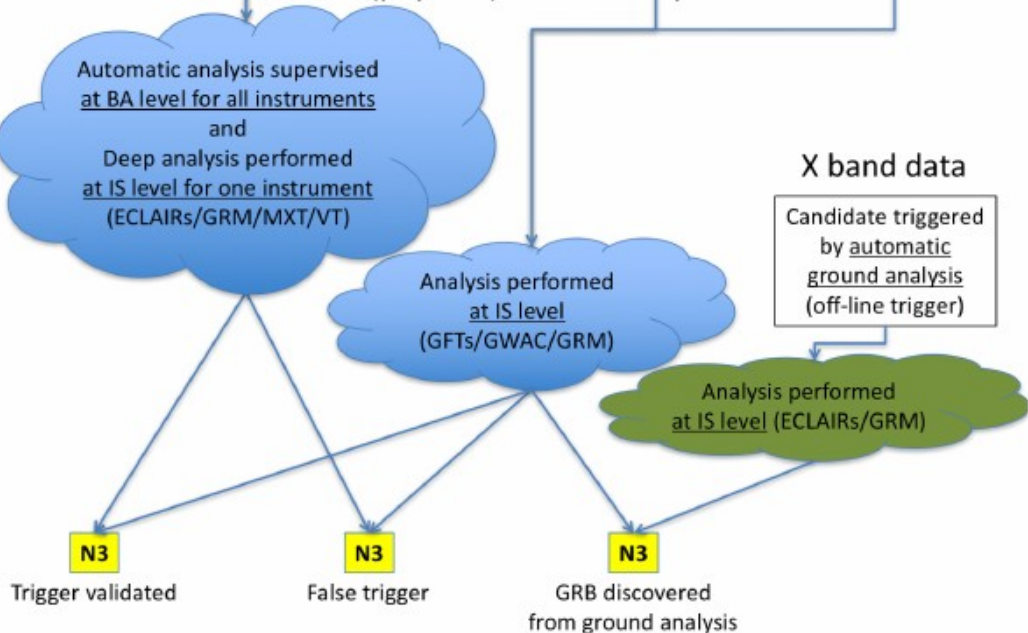 Automatic analysis supervised
at BA level for all instruments
and
Deep analysis performed
at IS level for one instrument
(ECLAIRs/GRM/MXT/VT)
Analysis performed
at IS level
(GFTs/GWAC/GRM)
X band data
Candidate triggered
by automatic
ground analysis
(off-line trigger)
Analysis performed
at IS level (ECLAIRs/GRM)
N3
Trigger validated
N3
False trigger
N3
GRB discovered
from ground analysis